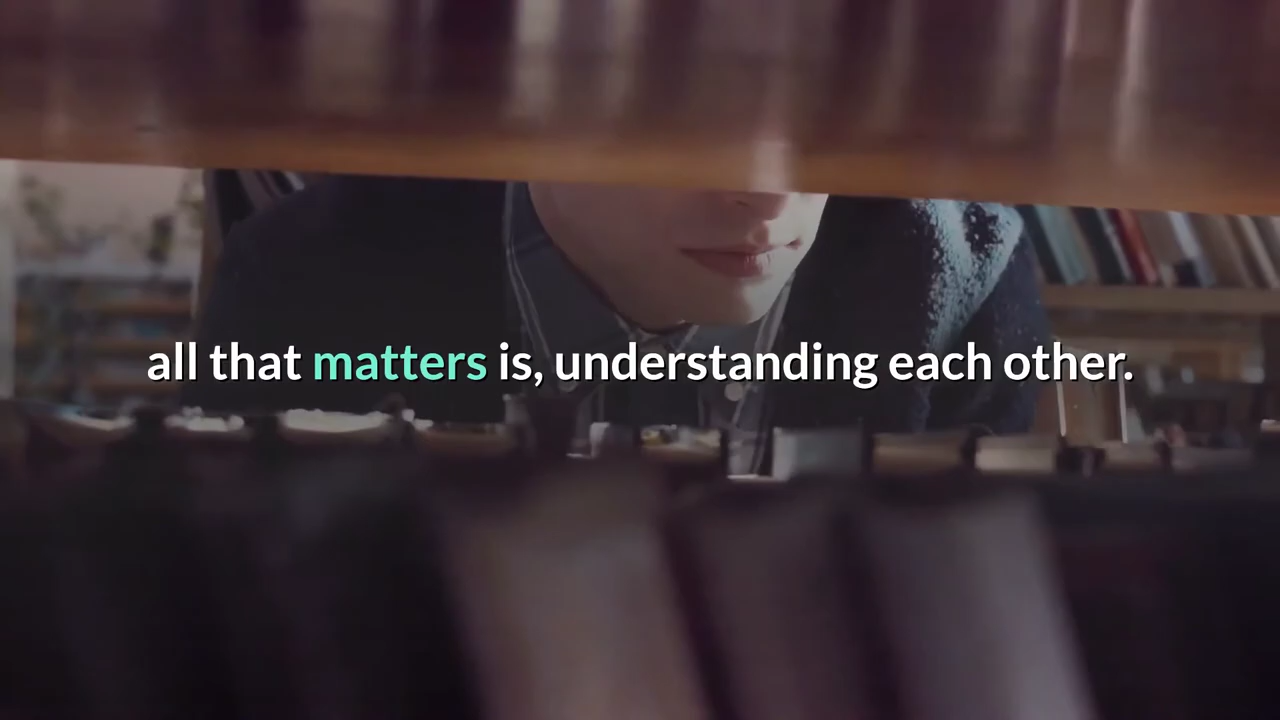 all that matters is, understanding each other.